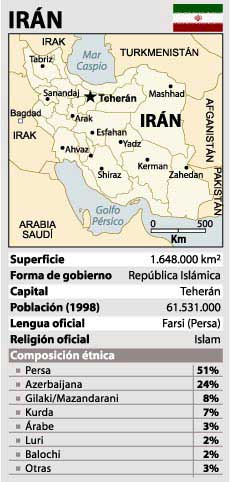 IRÁN
IRAK
Mar
Caspio
TURKMENISTÁN
Tabriz
Sanandaj
Teherán
Mashhad
Bagdad
Arak
IRÁN
AFGANISTÁN
IRAK
Esfahan
Yadz
Ahvaz
Kerman
Shiraz
Zahedan
PAKISTÁN
Golfo
Pérsico
ARABIA
SAUDÍ
0 500
Km
Superficie 1.648.000 km²
Forma de gobierno República Islámica
Capital Teherán
Población (1998) 61.531.000
Lengua oficial Farsi (Persa)
Religión oficial Islam
Composición étnica
Persa 51%
Azerbaijana 24%
Gilaki/Mazandarani 8%
Kurda 7%
Árabe 3%
Luri 2%
Balochi 2%
Otras 3%